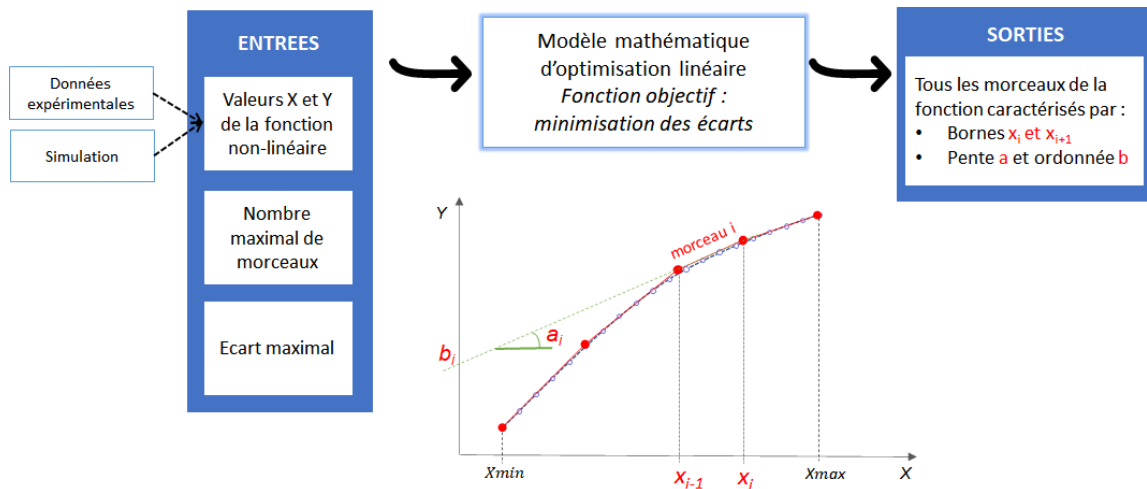 Données
expérimentales
Simulation
ENTREES
Valeurs X et Y
de la fonction
non-linéaire
Nombre
maximal de
morceaux
Ecart maximal
Modèle mathématique
d'optimisation linéaire
Fonction objectif :
minimisation des écarts
SORTIES
Tous les morceaux de la
fonction caractérisés par :
• Bornes xi et xi+1
• Pente a et ordonnée b
Y
morceau i
ai
bi
Xmin
xi-1
xi
Xmax
X